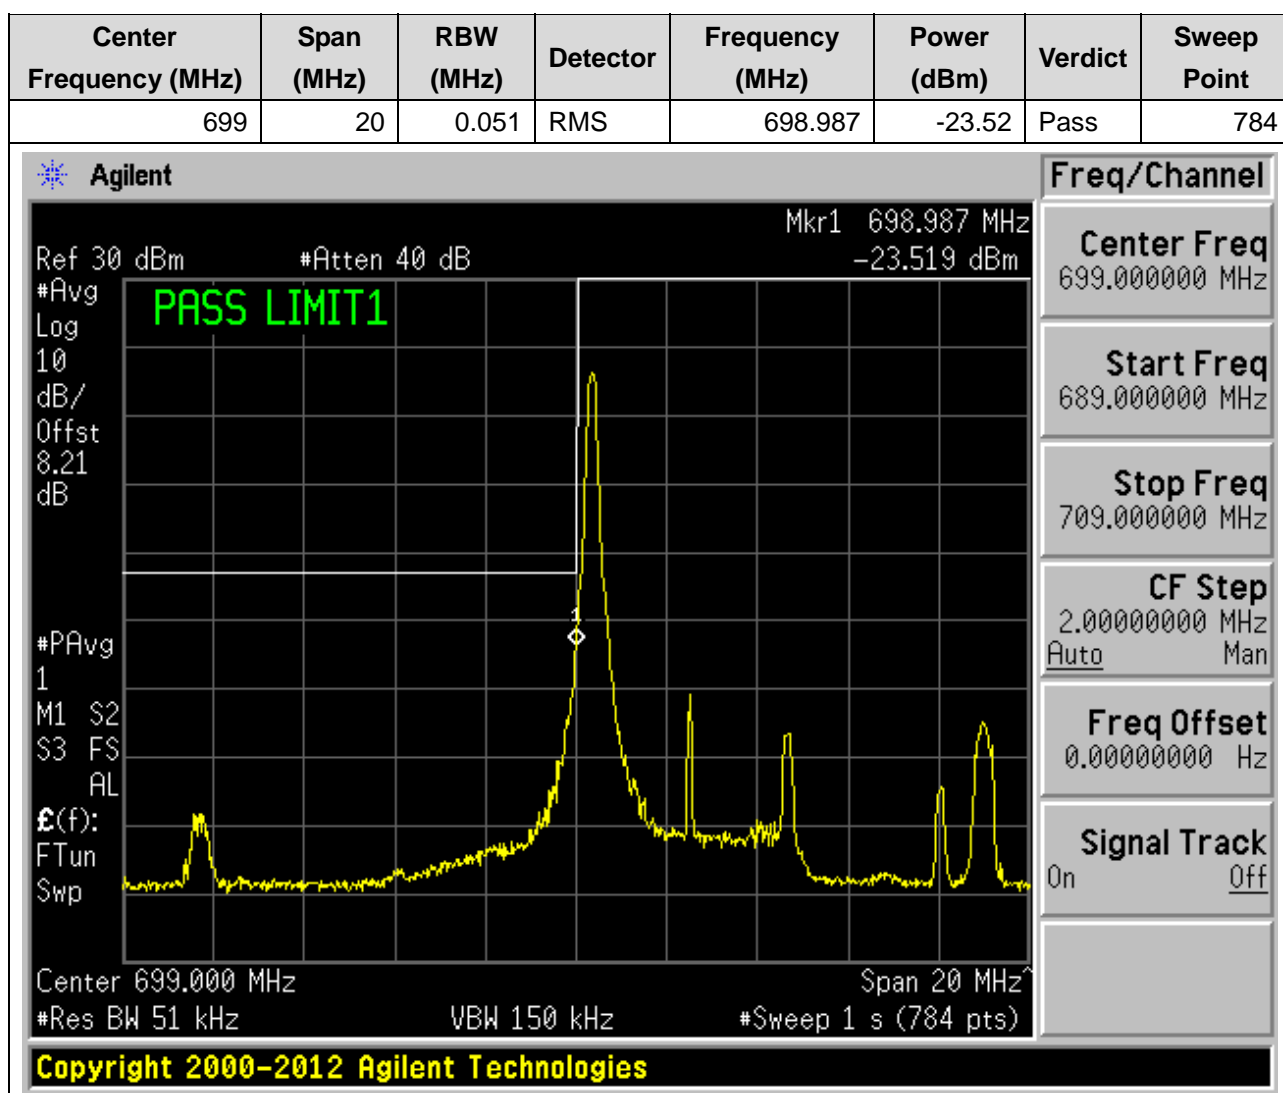 Center Frequency (MHz) Span (MHz) RBW (MHz) Detector Frequency (MHz) Power (dBm) Verdict Sweep Point
699 20 0.051 RMS 698.987 -23.52 Pass 784
Agilent
Freq/Channel
Mkr1 698.987 MHz
Ref 30 dBm #Atten 40 dB -23.519 dBm
#Avg
Log
10
dB/
Offst
8.21
dB
PASS LIMIT1
1
#PAvg
1
M1 S2
S3 FS
AL
£(f):
FTun
Swp
Center 699.000 MHz Span 20 MHz^
#Res BW 51 kHz VBW 150 kHz #Sweep 1 s (784 pts)
Center Freq
699.000000 MHz
Start Freq
689.000000 MHz
Stop Freq
709.000000 MHz
CF Step
2.00000000 MHz
Auto Man
Freq Offset
0.00000000 Hz
Signal Track
On Off
Copyright 2000-2012 Agilent Technologies